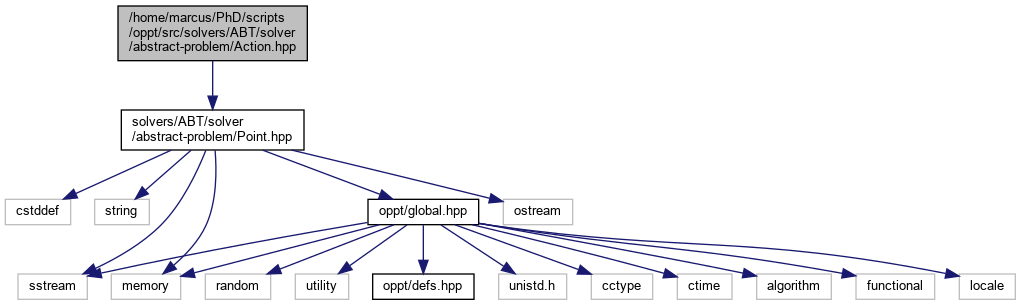 /home/marcus/PhD/scripts
/oppt/src/solvers/ABT/solver
/abstract-problem/Action.hpp
solvers/ABT/solver
/abstract-problem/Point.hpp
cstddef
string
oppt/global.hpp
ostream
sstream
memory
random
utility
oppt/defs.hpp
unistd.h
cctype
ctime
algorithm
functional
locale